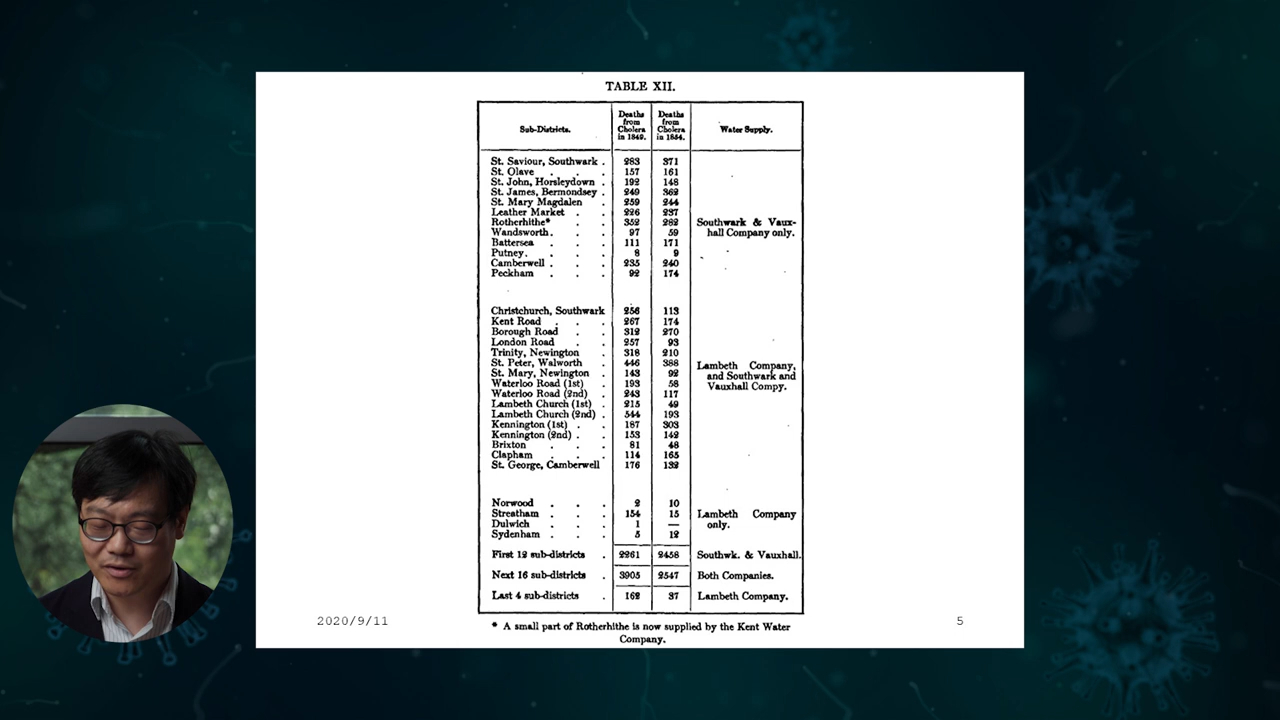 TABLE XII.
Sub-Districts. Deaths from Cholera in 1849. Deaths from Cholera in 1854. Water Supply.
St. Saviour, Southwark . 283 371
St. Olave . . . 157 161
St. John, Horsleydown . 192 148
St. James, Bermondsey . 249 362
St. Mary Magdalen . 259 244
Leather Market . . 226 237
Rotherhithe* . . 352 282 Southwark & Vaux-
Wandsworth. . . 97 59 hall Company only.
Battersea . . . 111 171
Putney. . . . 8 9
Camberwell . . . 235 240
Peckham . . . 92 174
Christchurch, Southwark 256 113
Kent Road . . . 267 174
Borough Road . . 312 270
London Road . . 257 93
Trinity, Newington . 318 210
St. Peter, Walworth . 446 388 Lambeth Company,
St. Mary, Newington . 143 92 and Southwark and
Waterloo Road (1st) . 193 58 Vauxhall Compy.
Waterloo Road (2nd) . 243 117
Lambeth Church (1st) . 215 49
Lambeth Church (2nd) . 544 193
Kennington (1st) . . 187 303
Kennington (2nd) . . 153 142
Brixton . . . 81 48
Clapham . . . 114 165
St. George, Camberwell 176 132
Norwood . . . 2 10
Streatham . . . 154 15 Lambeth Company
Dulwich . . . 1 — only.
Sydenham . . . 5 12
First 12 sub-districts . 2261 2458 Southwk. & Vauxhall.
Next 16 sub-districts . 3905 2547 Both Companies.
Last 4 sub-districts . 162 37 Lambeth Company.
2020/9/11 5
* A small part of Rotherhithe is now supplied by the Kent Water
Company.